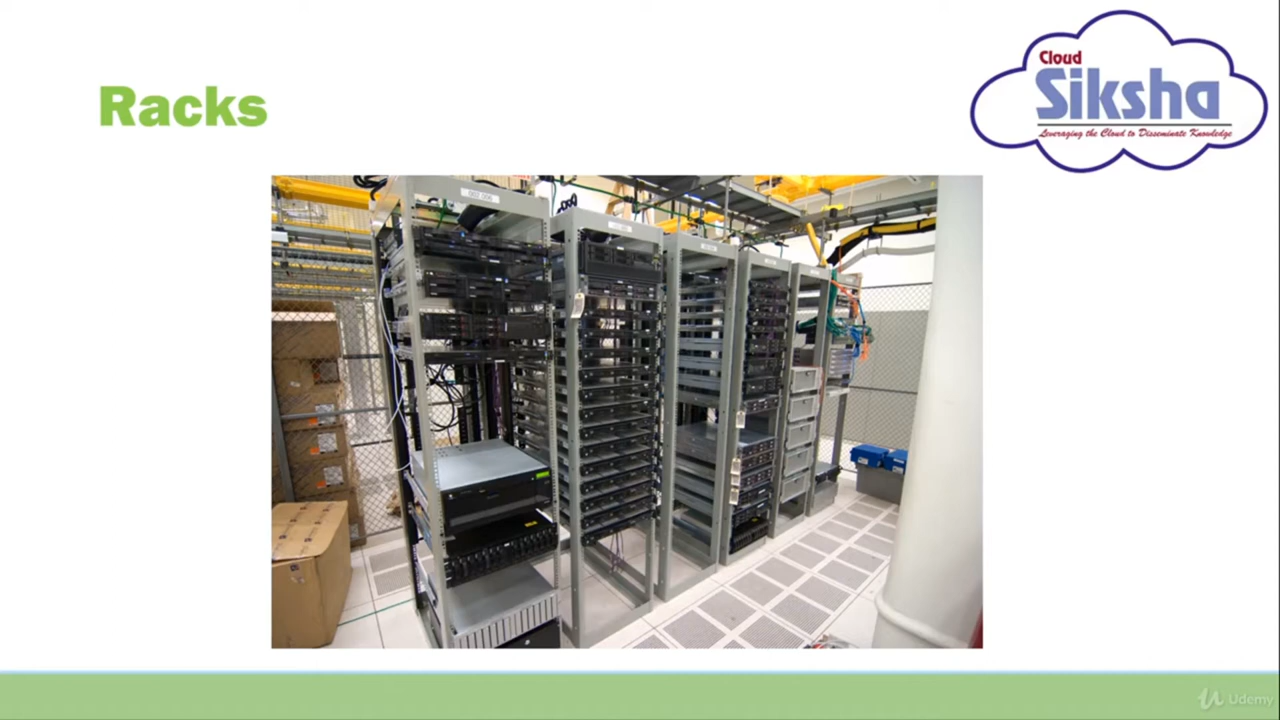 Racks
Cloud
Siksha
Leveraging the Cloud to Disseminate Knowledge
Udemy